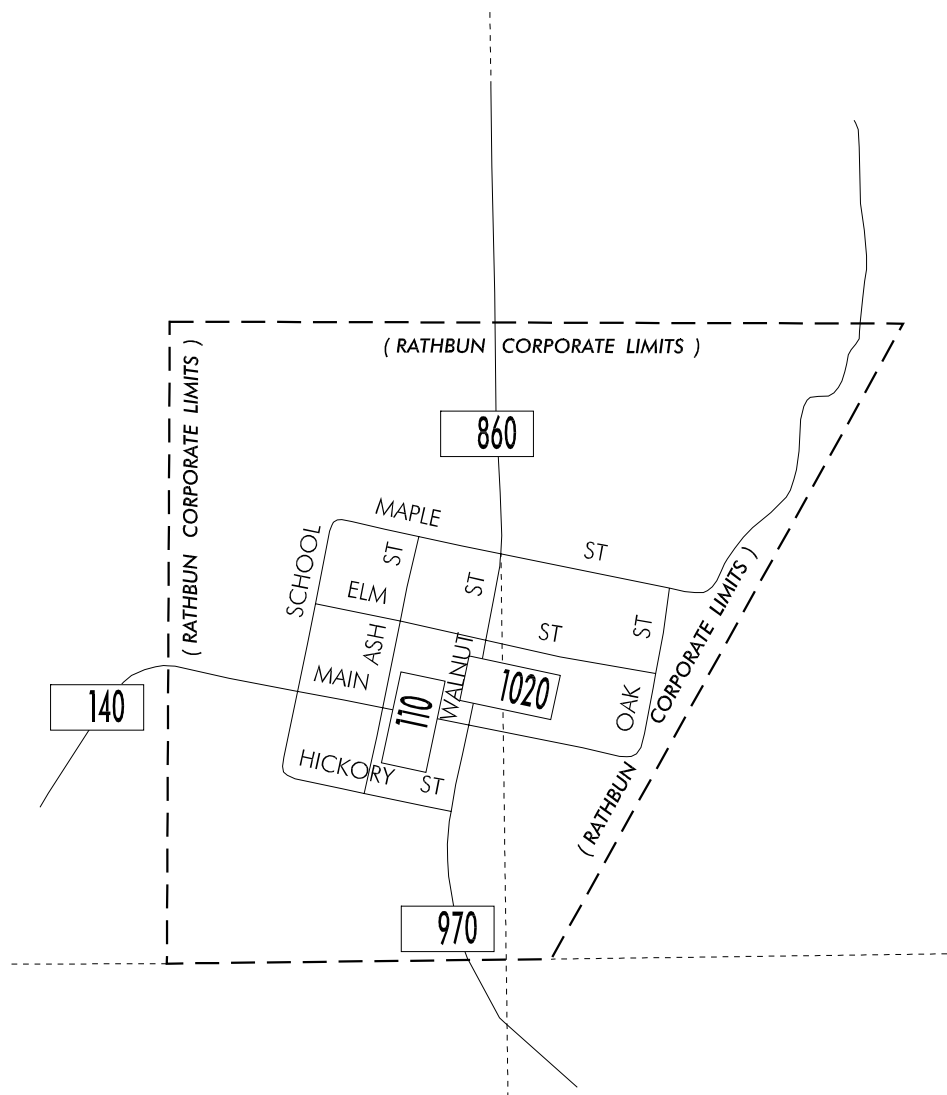 ( RATHBUN CORPORATE LIMITS )
( RATHBUN CORPORATE LIMITS )
860
MAPLE ST
SCHOOL
ST
ST
ELM ST
ST
ASH
WALNUT
MAIN
1020
110
140
OAK
( RATHBUN CORPORATE LIMITS )
HICKORY ST
970